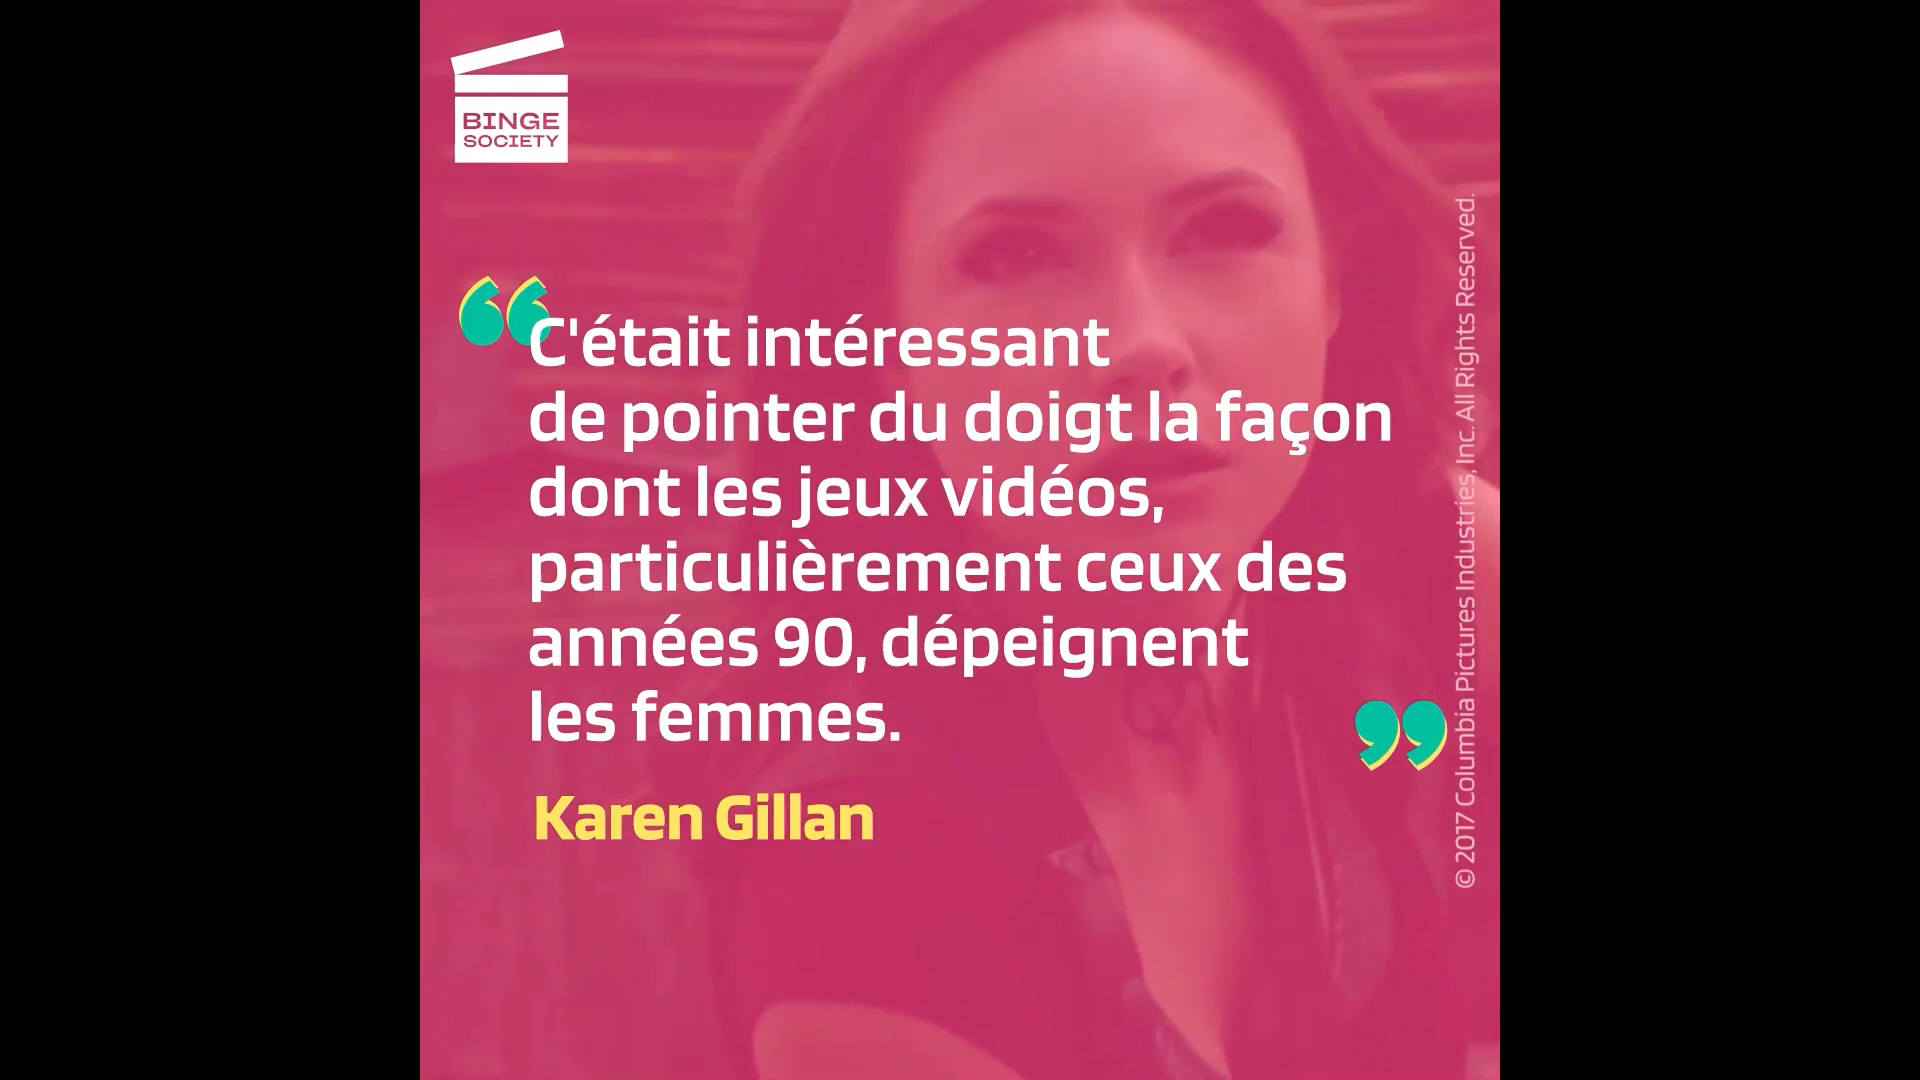 BINGE
SOCIETY
C'était intéressant
de pointer du doigt la façon
dont les jeux vidéos,
particulièrement ceux des
années 90, dépeignent
les femmes.
Karen Gillan
© 2017 Columbia Pictures Industries, Inc. All Rights Reserved.